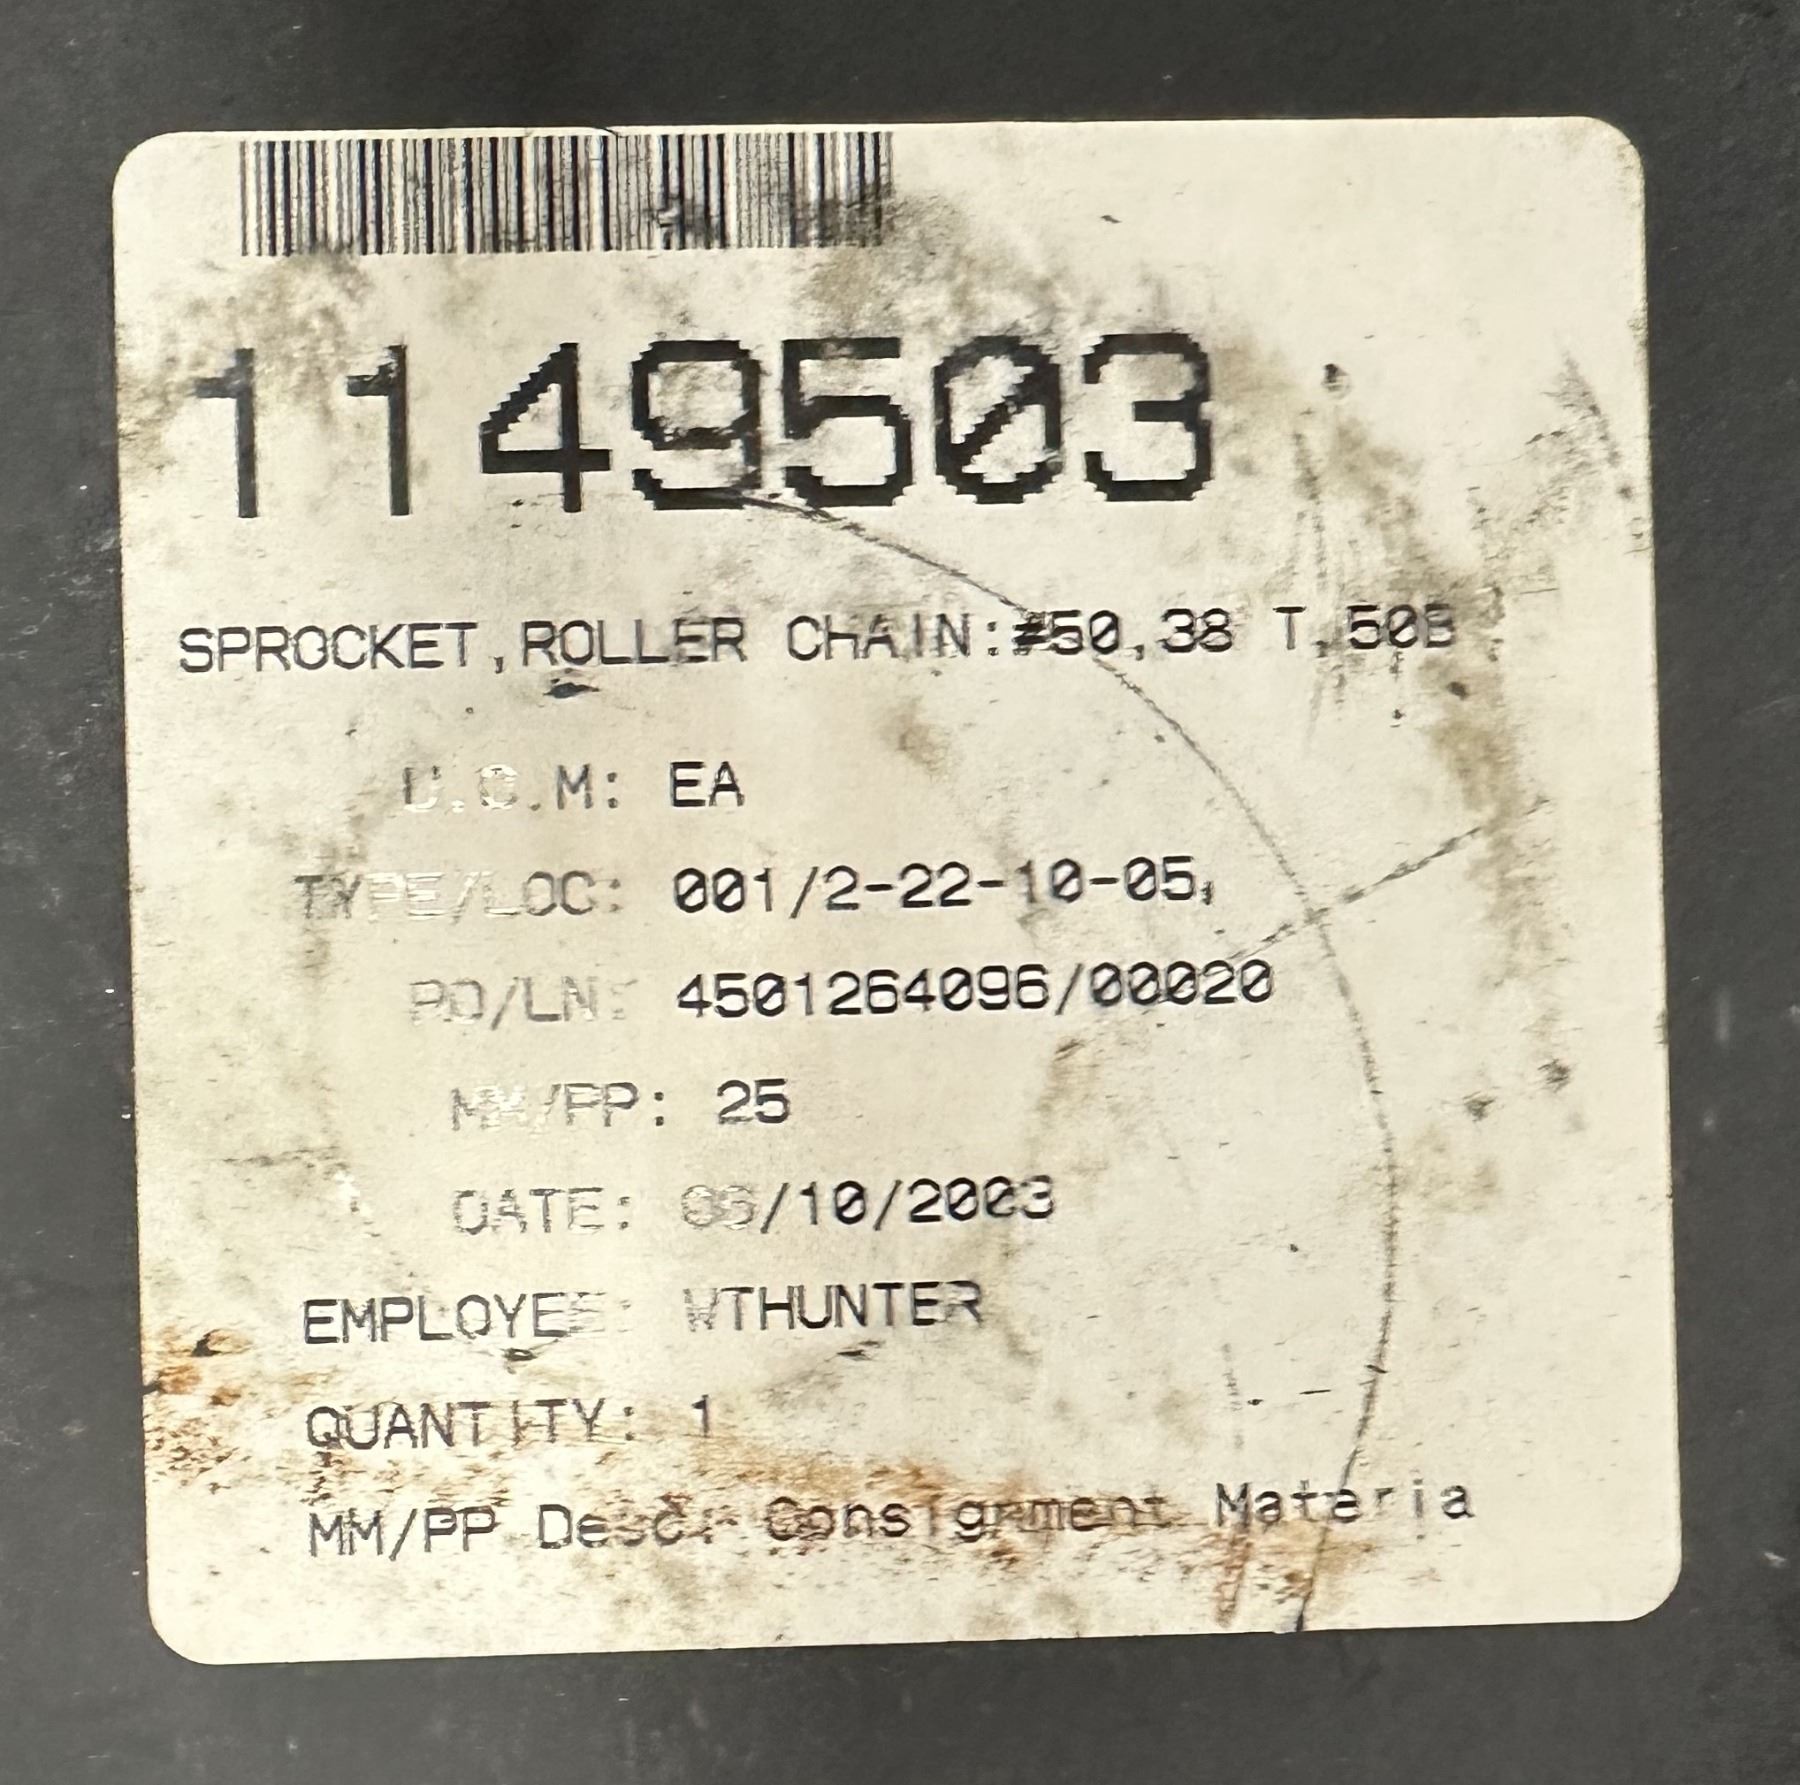 1149503
SPROCKET,ROLLER CHAIN:#50,38 T,50B
U.O.M: EA
TYPE/LOC: 001/2-22-10-05,
PO/LN: 4501264096/00020
MM/PP: 25
DATE: /10/2003
EMPLOYEE: WTHUNTER
QUANTITY: 1
MM/PP Descr Consignment Materia